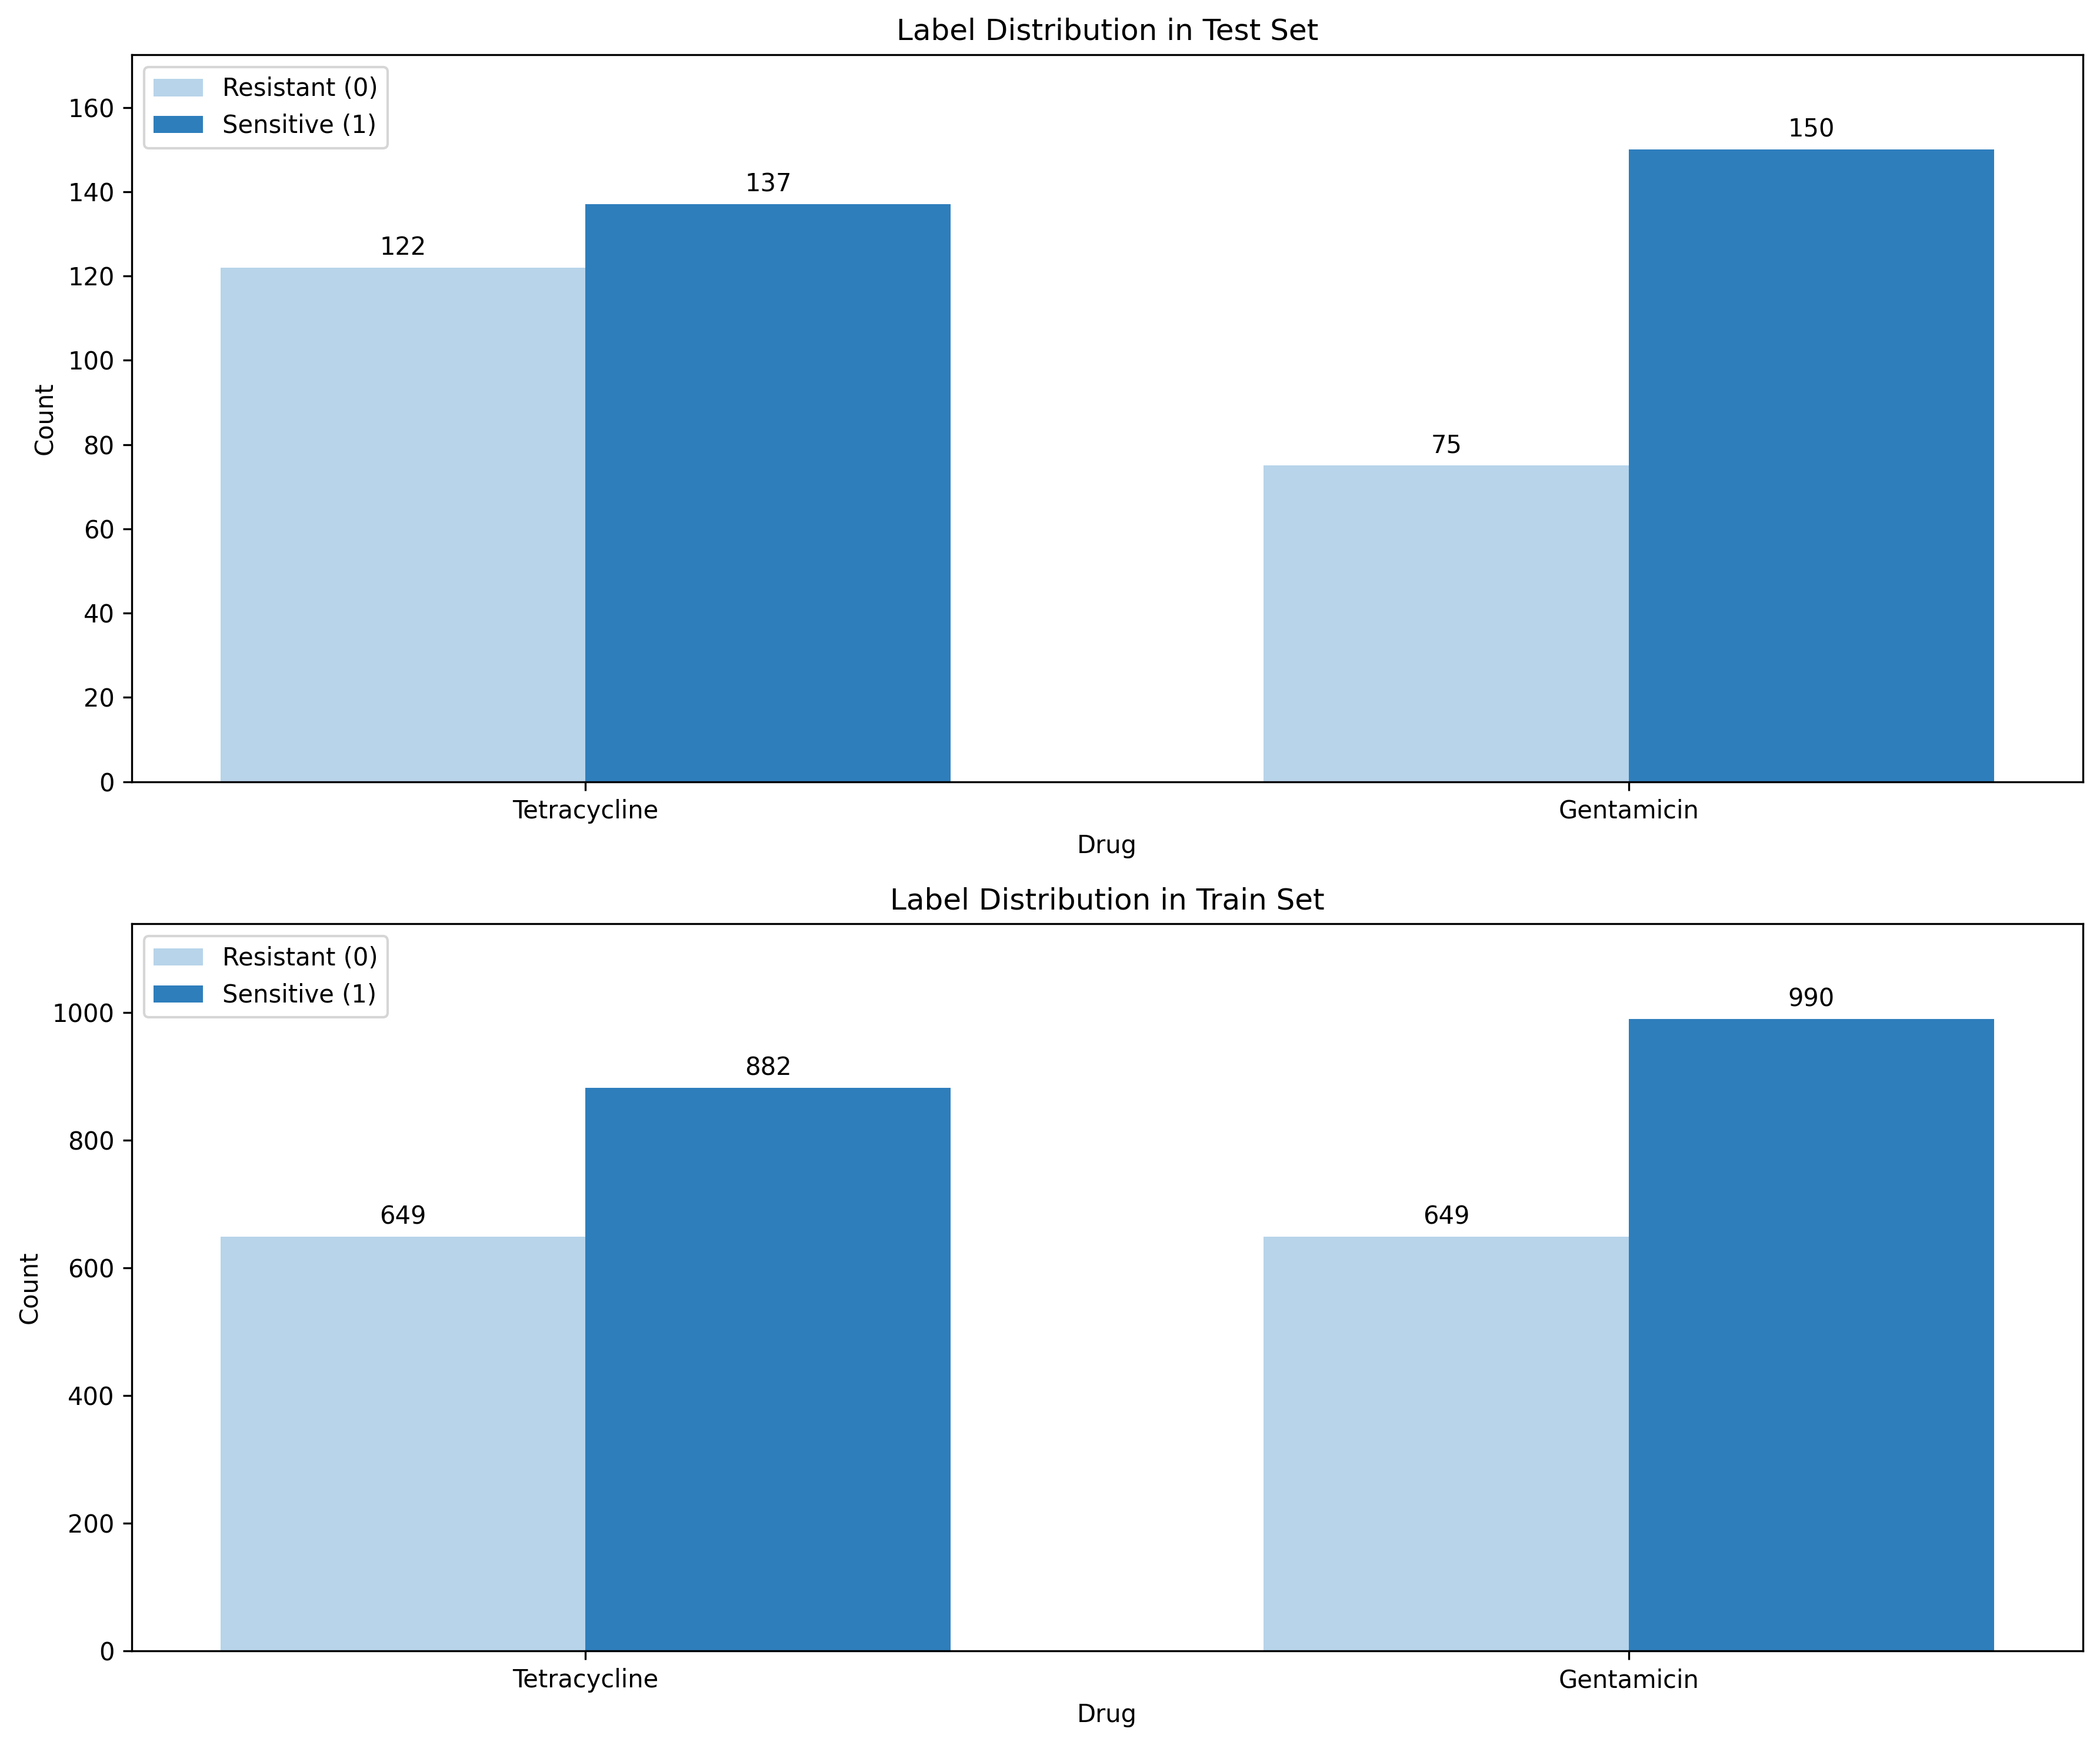 Label Distribution in Test Set
Resistant (0)
Sensitive (1)
160
140
120
100
80
60
40
20
0
Count
122
137
75
150
Tetracycline
Gentamicin
Drug
Label Distribution in Train Set
Resistant (0)
Sensitive (1)
1000
800
600
400
200
0
Count
649
882
649
990
Tetracycline
Gentamicin
Drug